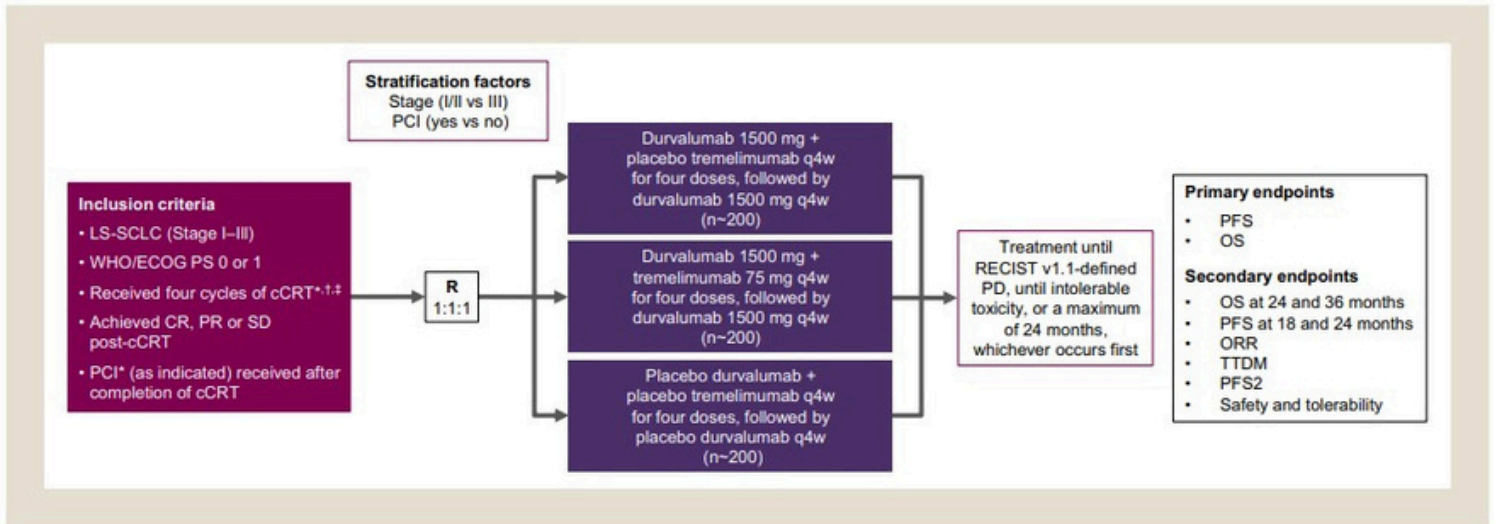 Stratification factors
Stage (I/II vs III)
PCI (yes vs no)
Inclusion criteria
• LS-SCLC (Stage I–III)
• WHO/ECOG PS 0 or 1
• Received four cycles of cCRT*,†,‡
• Achieved CR, PR or SD
post-cCRT
• PCI* (as indicated) received after
completion of cCRT
R
1:1:1
Durvalumab 1500 mg +
placebo tremelimumab q4w
for four doses, followed by
durvalumab 1500 mg q4w
(n~200)
Durvalumab 1500 mg +
tremelimumab 75 mg q4w
for four doses, followed by
durvalumab 1500 mg q4w
(n~200)
Placebo durvalumab +
placebo tremelimumab q4w
for four doses, followed by
placebo durvalumab q4w
(n~200)
Treatment until
RECIST v1.1-defined
PD, until intolerable
toxicity, or a maximum
of 24 months,
whichever occurs first
Primary endpoints
• PFS
• OS
Secondary endpoints
• OS at 24 and 36 months
• PFS at 18 and 24 months
• ORR
• TTDM
• PFS2
• Safety and tolerability